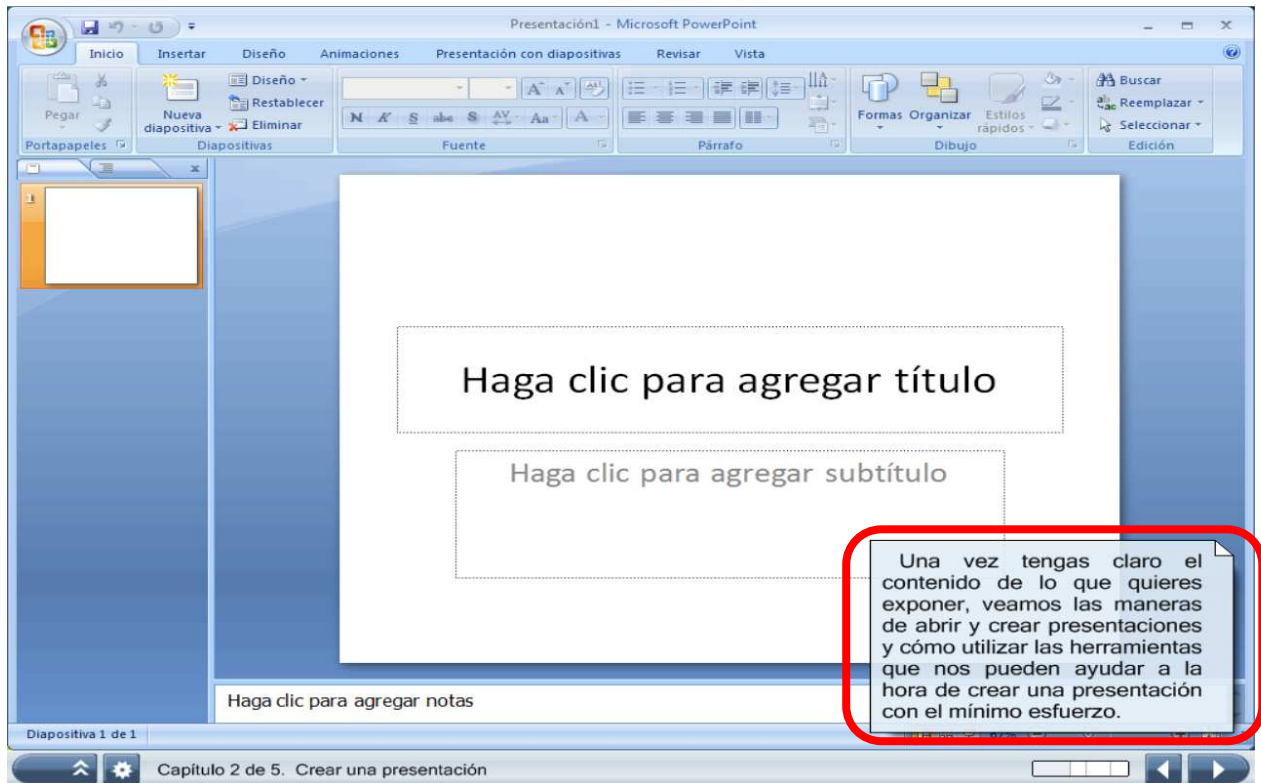 Presentación1 - Microsoft PowerPoint
Inicio Insertar Diseño Animaciones Presentación con diapositivas Revisar Vista
Pegar
Portapapeles
Nueva diapositiva
Diseño
Restablecer
Eliminar
Diapositivas
N K S abc S AV Aa A
Fuente
Párrafo
Formas Organizar Estilos rápidos
Dibujo
Buscar
Reemplazar
Seleccionar
Edición
1
Haga clic para agregar título
Haga clic para agregar subtítulo
Una vez tengas claro el
contenido de lo que quieres
exponer, veamos las maneras
de abrir y crear presentaciones
y cómo utilizar las herramientas
que nos pueden ayudar a la
hora de crear una presentación
con el mínimo esfuerzo.
Haga clic para agregar notas
Diapositiva 1 de 1
Capítulo 2 de 5. Crear una presentación